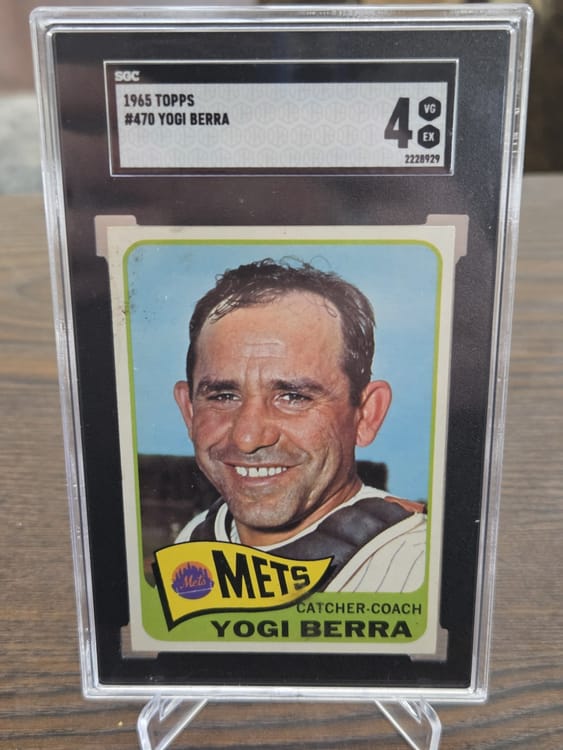 SGC
1965 TOPPS
#470 YOGI BERRA
4
VG
EX
2228929
Mets
METS
CATCHER-COACH
YOGI BERRA